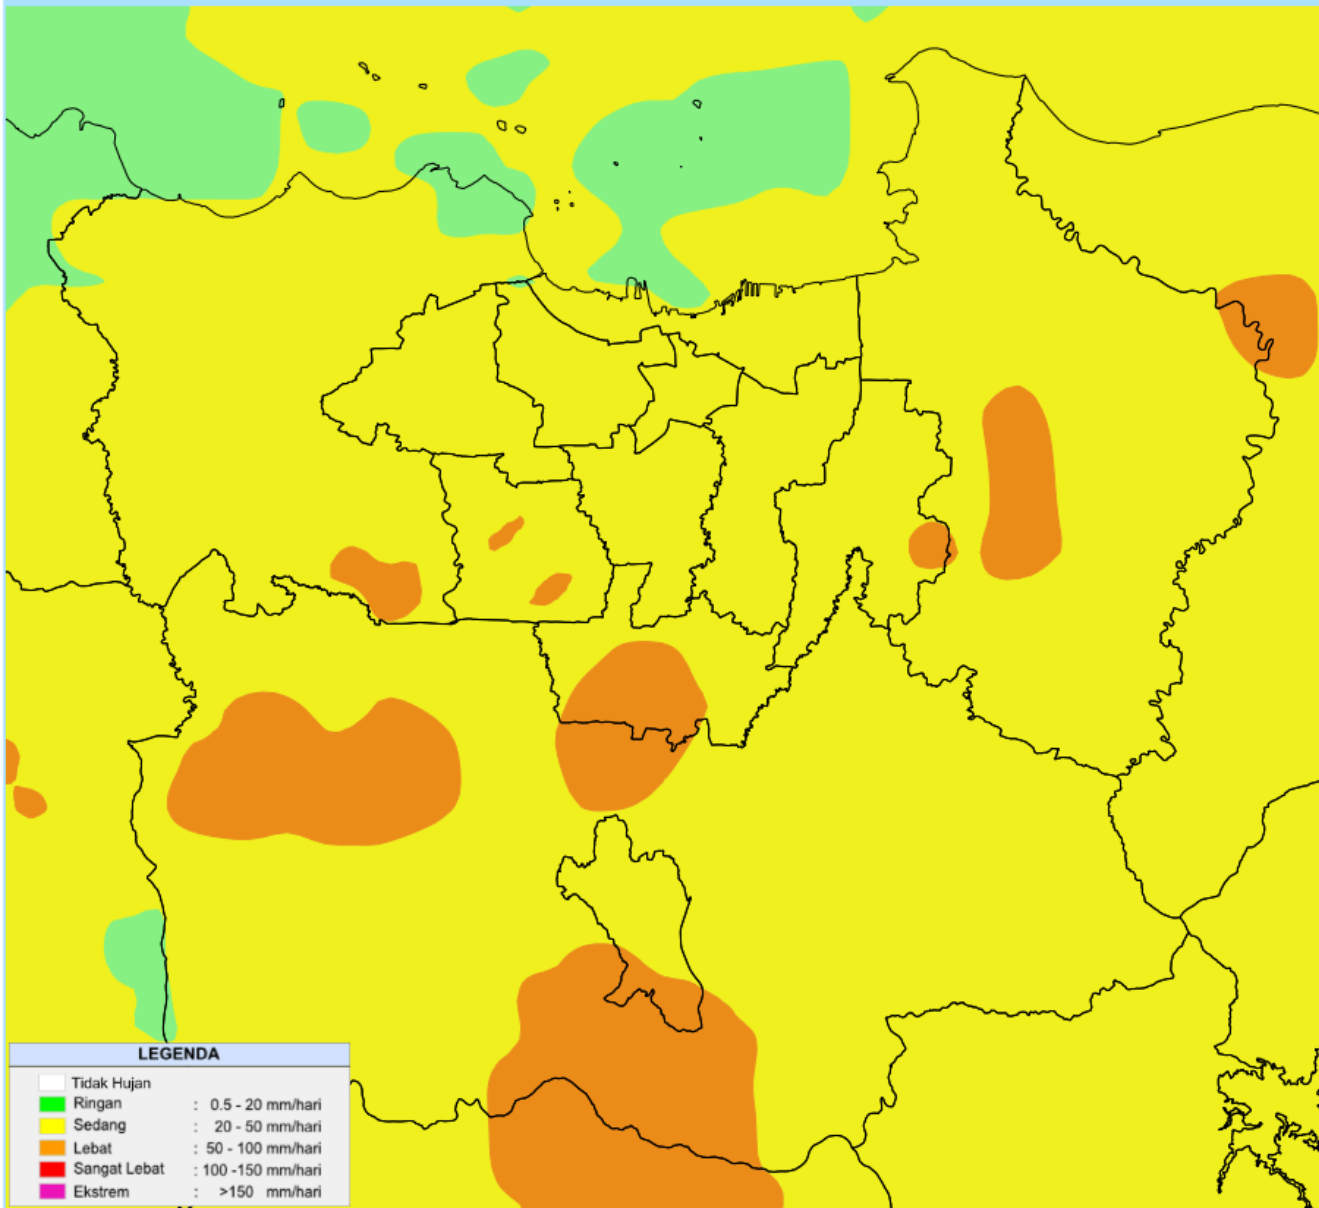 LEGENDA
Tidak Hujan
Ringan : 0.5 - 20 mm/hari
Sedang : 20 - 50 mm/hari
Lebat : 50 - 100 mm/hari
Sangat Lebat : 100 -150 mm/hari
Ekstrem : >150 mm/hari